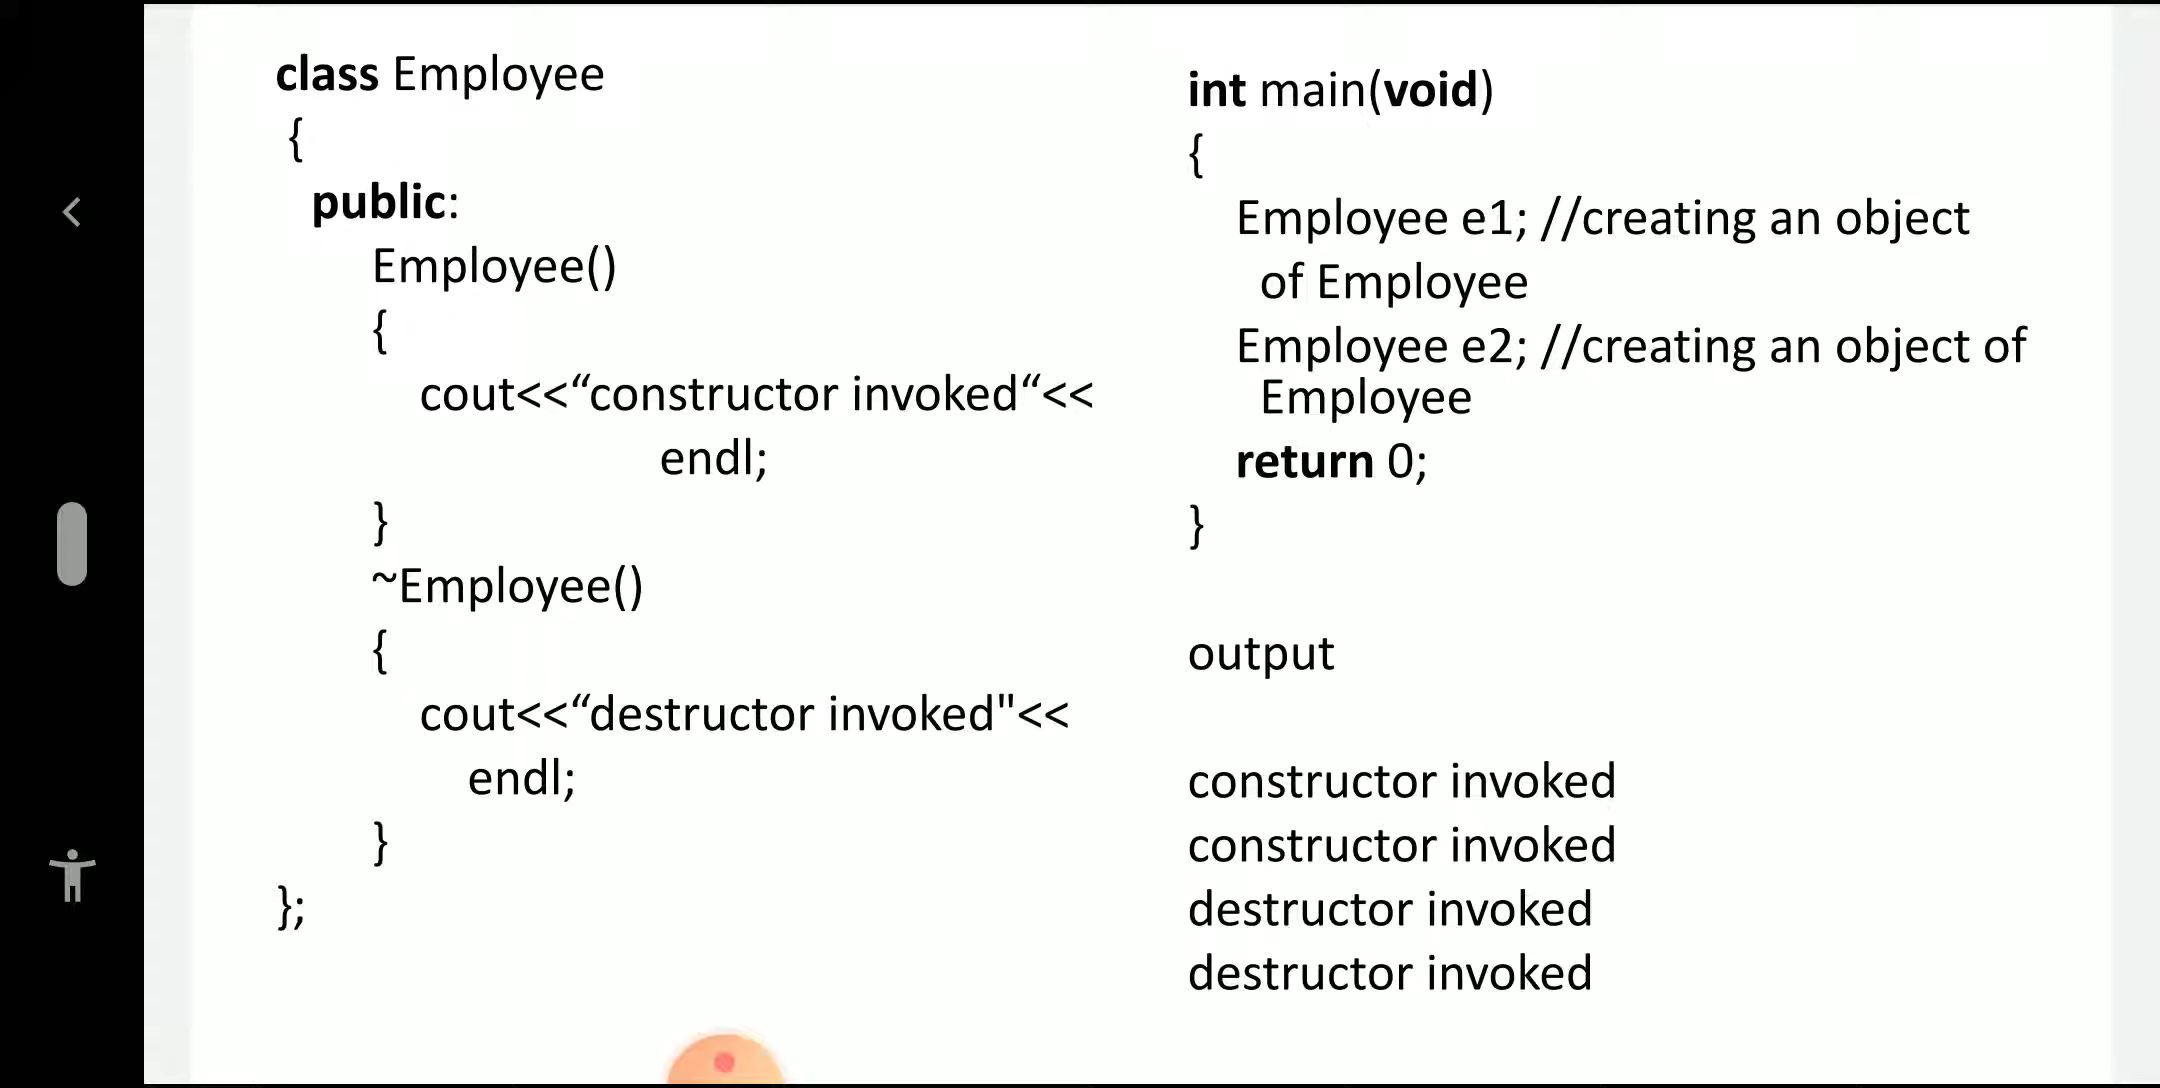 class Employee
{
public:
Employee()
{
cout<<“constructor invoked“<<
endl;
}
~Employee()
{
cout<<“destructor invoked"<<
endl;
}
};
int main(void)
{
Employee e1; //creating an object
of Employee
Employee e2; //creating an object of
Employee
return 0;
}
output
constructor invoked
constructor invoked
destructor invoked
destructor invoked